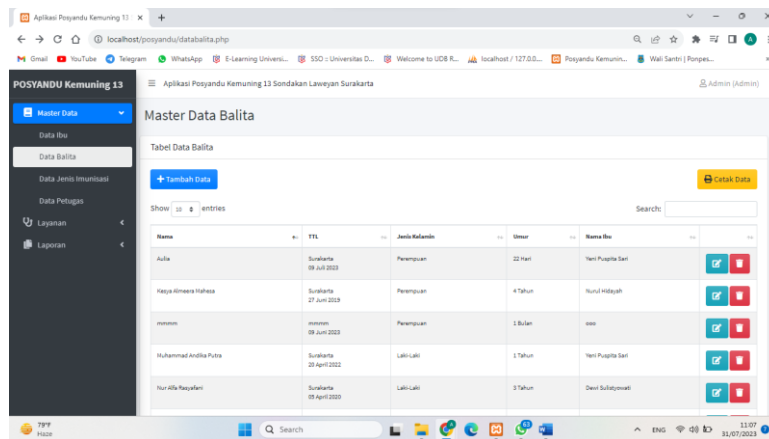 Aplikasi Posyandu Kemuning 13
localhost/posyandu/databalita.php
Gmail YouTube Telegram WhatsApp E-Learning Universi... SSO :: Universitas D... Welcome to UDB R... localhost / 127.0.0... Posyandu Kemunin... Wali Santri | Ponpes...
POSYANDU Kemuning 13
Aplikasi Posyandu Kemuning 13 Sondakan Laweyan Surakarta
Admin (Admin)
Master Data
Data Ibu
Data Balita
Data Jenis Imunisasi
Data Petugas
Layanan
Laporan
Master Data Balita
Tabel Data Balita
+ Tambah Data
Cetak Data
Show 10 entries
Search:
Nama TTL Jenis Kelamin Umur Nama Ibu
Aulia Surakarta 09 Juli 2023 Perempuan 22 Hari Yeni Puspita Sari
Kesya Almeera Mahesa Surakarta 27 Juni 2019 Perempuan 4 Tahun Nurul Hidayah
mmmm mmmm 09 Juni 2023 Perempuan 1 Bulan
Muhammad Andika Putra Surakarta 20 April 2022 Laki-Laki 1 Tahun Yeni Puspita Sari
Nur Alfa Rasyafani Surakarta 05 April 2020 Laki-Laki 3 Tahun Dewi Sulistyowati
79°F
Haze
Search
ENG
11:07
31/07/2023